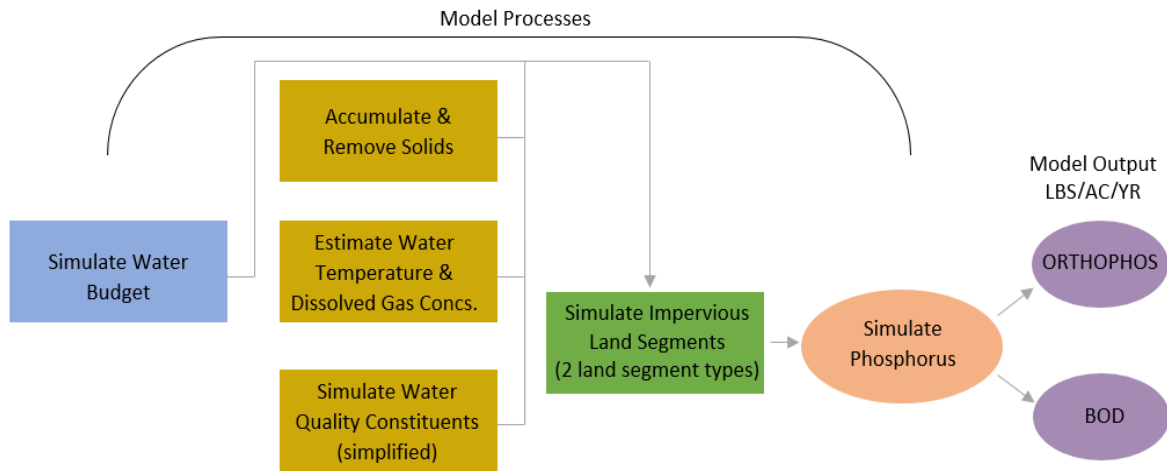 Model Processes
Accumulate &
Remove Solids
Model Output
LBS/AC/YR
Simulate Water
Budget
Estimate Water
Temperature &
Dissolved Gas Concs.
ORTHOPHOS
Simulate Impervious
Land Segments
(2 land segment types)
Simulate
Phosphorus
Simulate Water
Quality Constituents
(simplified)
BOD